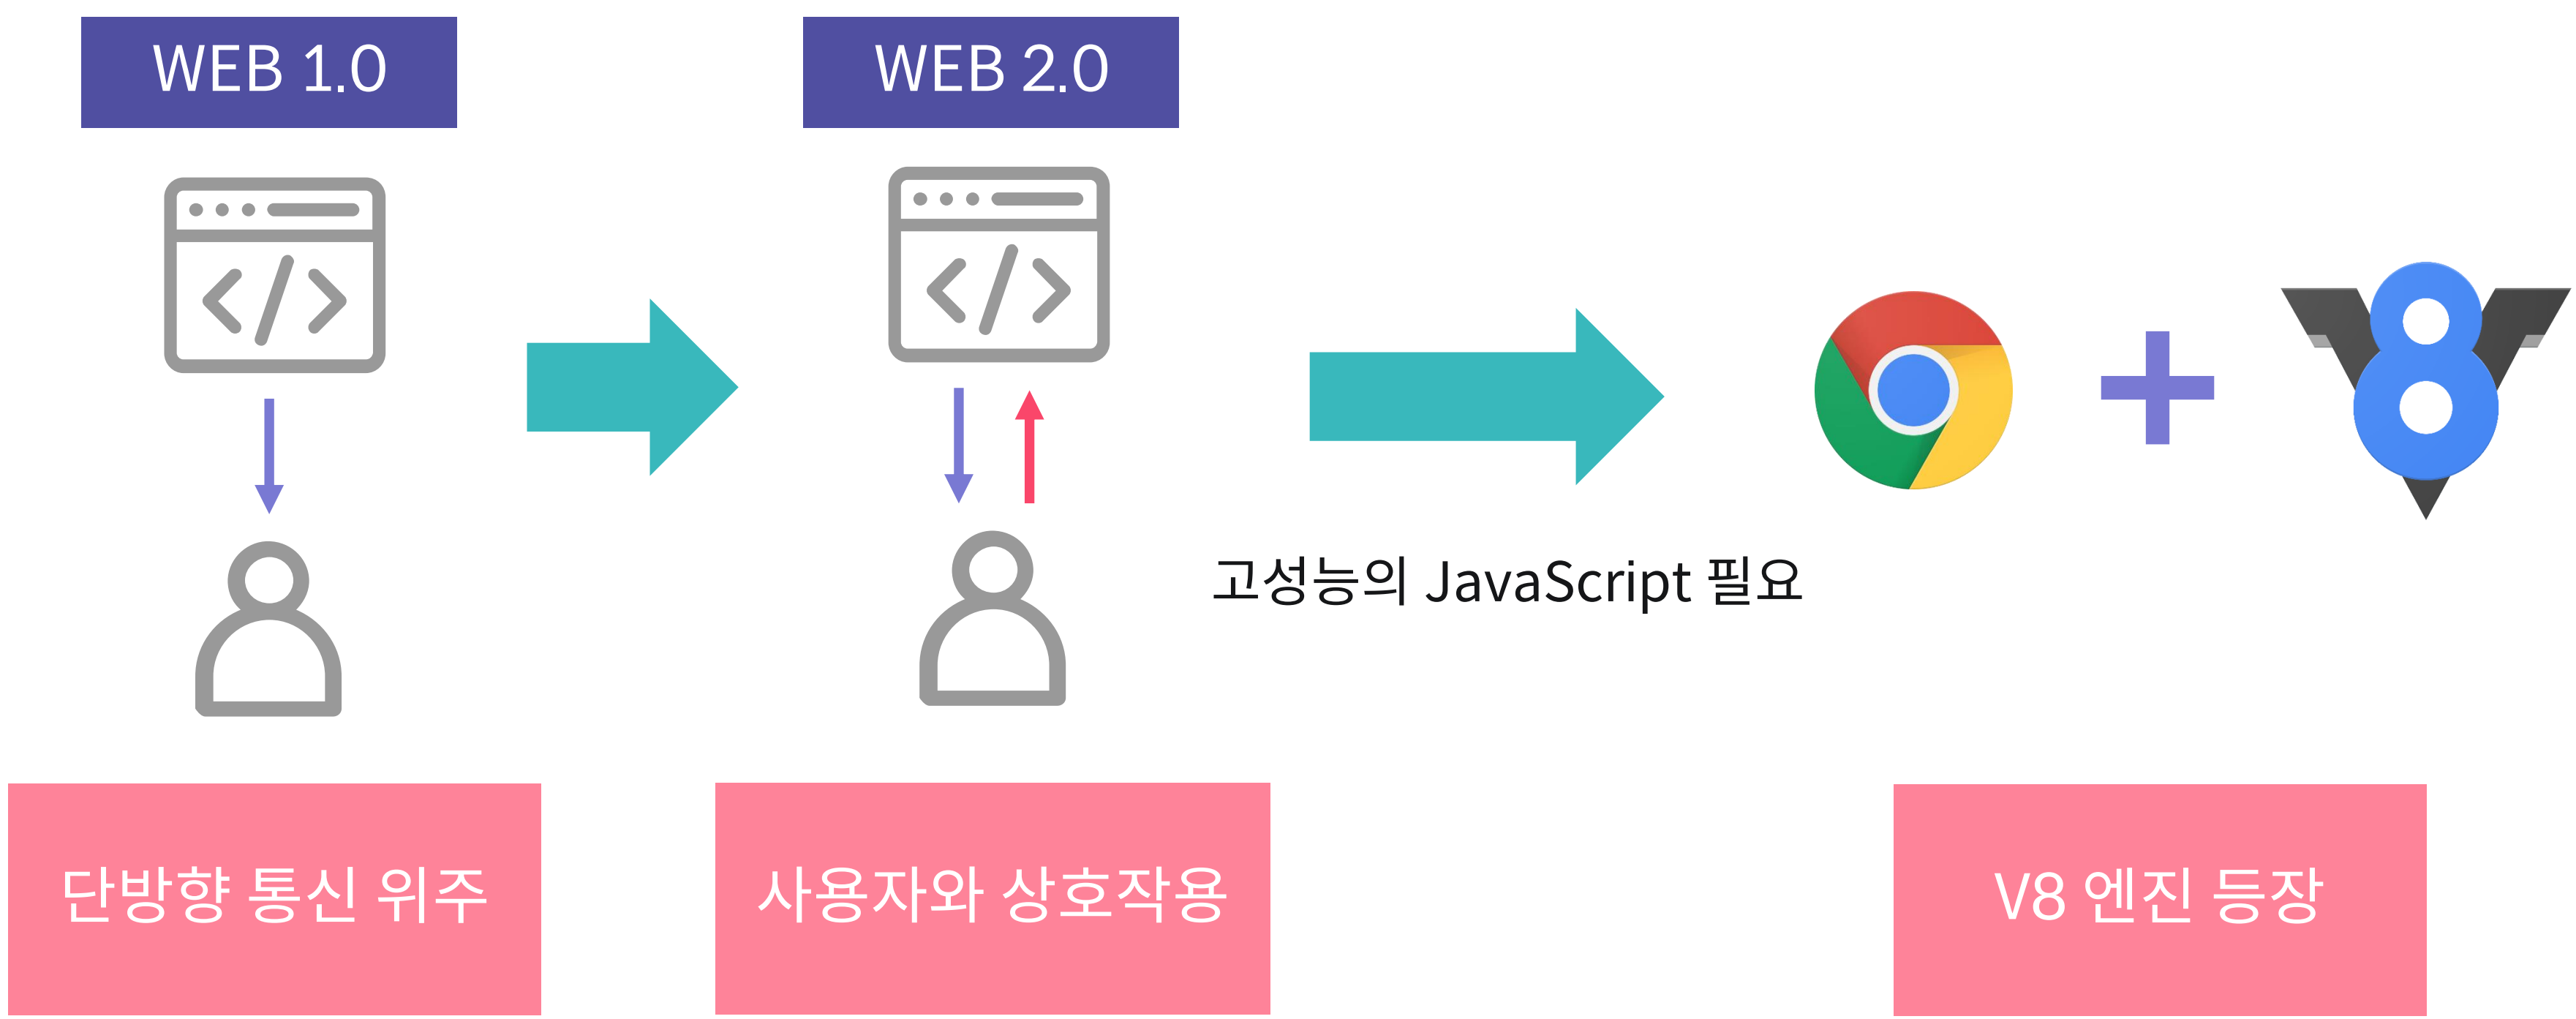 WEB 1.0
WEB 2.0
V8
고성능의 JavaScript 필요
단방향 통신 위주
사용자와 상호작용
V8 엔진 등장